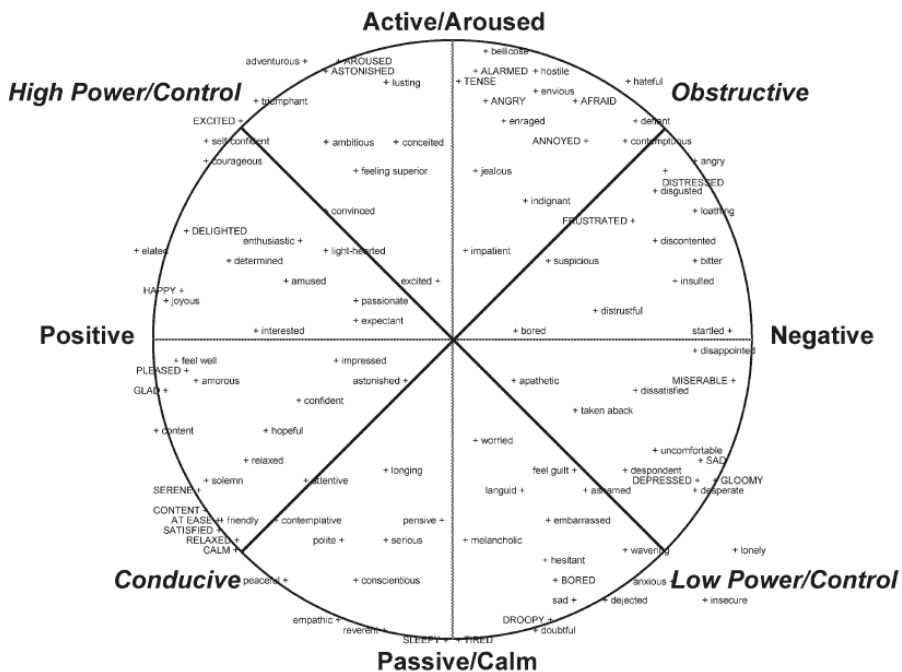 Active/Aroused
+ bellicose
adventurous + + AROUSED
+ ASTONISHED + ALARMED + hostile
+ lusting + TENSE + hateful
High Power/Control + envious Obstructive
+ triumphant + ANGRY + AFRAID
EXCITED + + enraged + defiant
+ self-confident + ambitious + conceited ANNOYED + + contemptuous
+ courageous + angry
+ feeling superior + jealous +
DISTRESSED
+ disgusted
+ indignant
+ convinced + loathing
FRUSTRATED +
+ DELIGHTED
enthusiastic + + discontented
+ elated + light-hearted + impatient
+ determined + suspicious + bitter
+ amused excited + + insulted
HAPPY +
+ joyous + passionate
+ distrustful
+ expectant
Positive + interested + bored startled + Negative
+ disappointed
+ feel well + impressed
PLEASED +
+ amorous astonished + + apathetic MISERABLE +
GLAD + + dissatisfied
+ confident
+ taken aback
+ content + hopeful
+ worried
+ uncomfortable
+ relaxed + SAD
+ longing feel guilt + + despondent
+ solemn + attentive DEPRESSED + + GLOOMY
SERENE + languid + + ashamed + desperate
CONTENT +
AT EASE + + friendly + contemplative pensive + + embarrassed
SATISFIED +
RELAXED + polite + + serious + melancholic
CALM + + wavering + lonely
+ hesitant
Conducive peaceful + + conscientious + BORED anxious + Low Power/Control
sad + + dejected + insecure
empathic + DROOPY +
reverent + + doubtful
SLEEPY + + TIRED
Passive/Calm